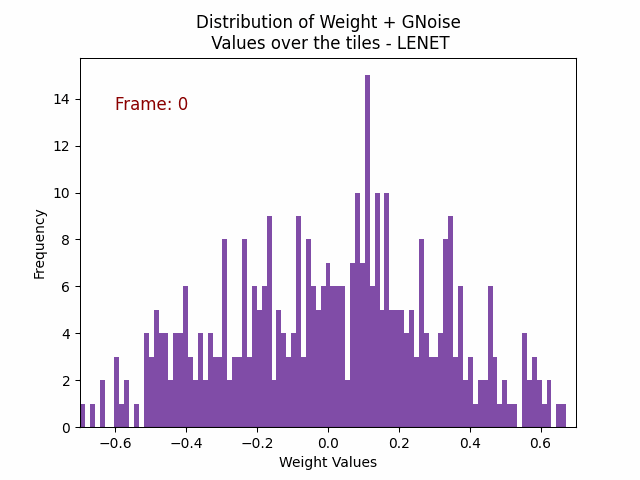 Distribution of Weight + GNoise
Values over the tiles - LENET
Frame: 0
Frequency
14
12
10
8
6
4
2
0
−0.6 −0.4 −0.2 0.0 0.2 0.4 0.6
Weight Values